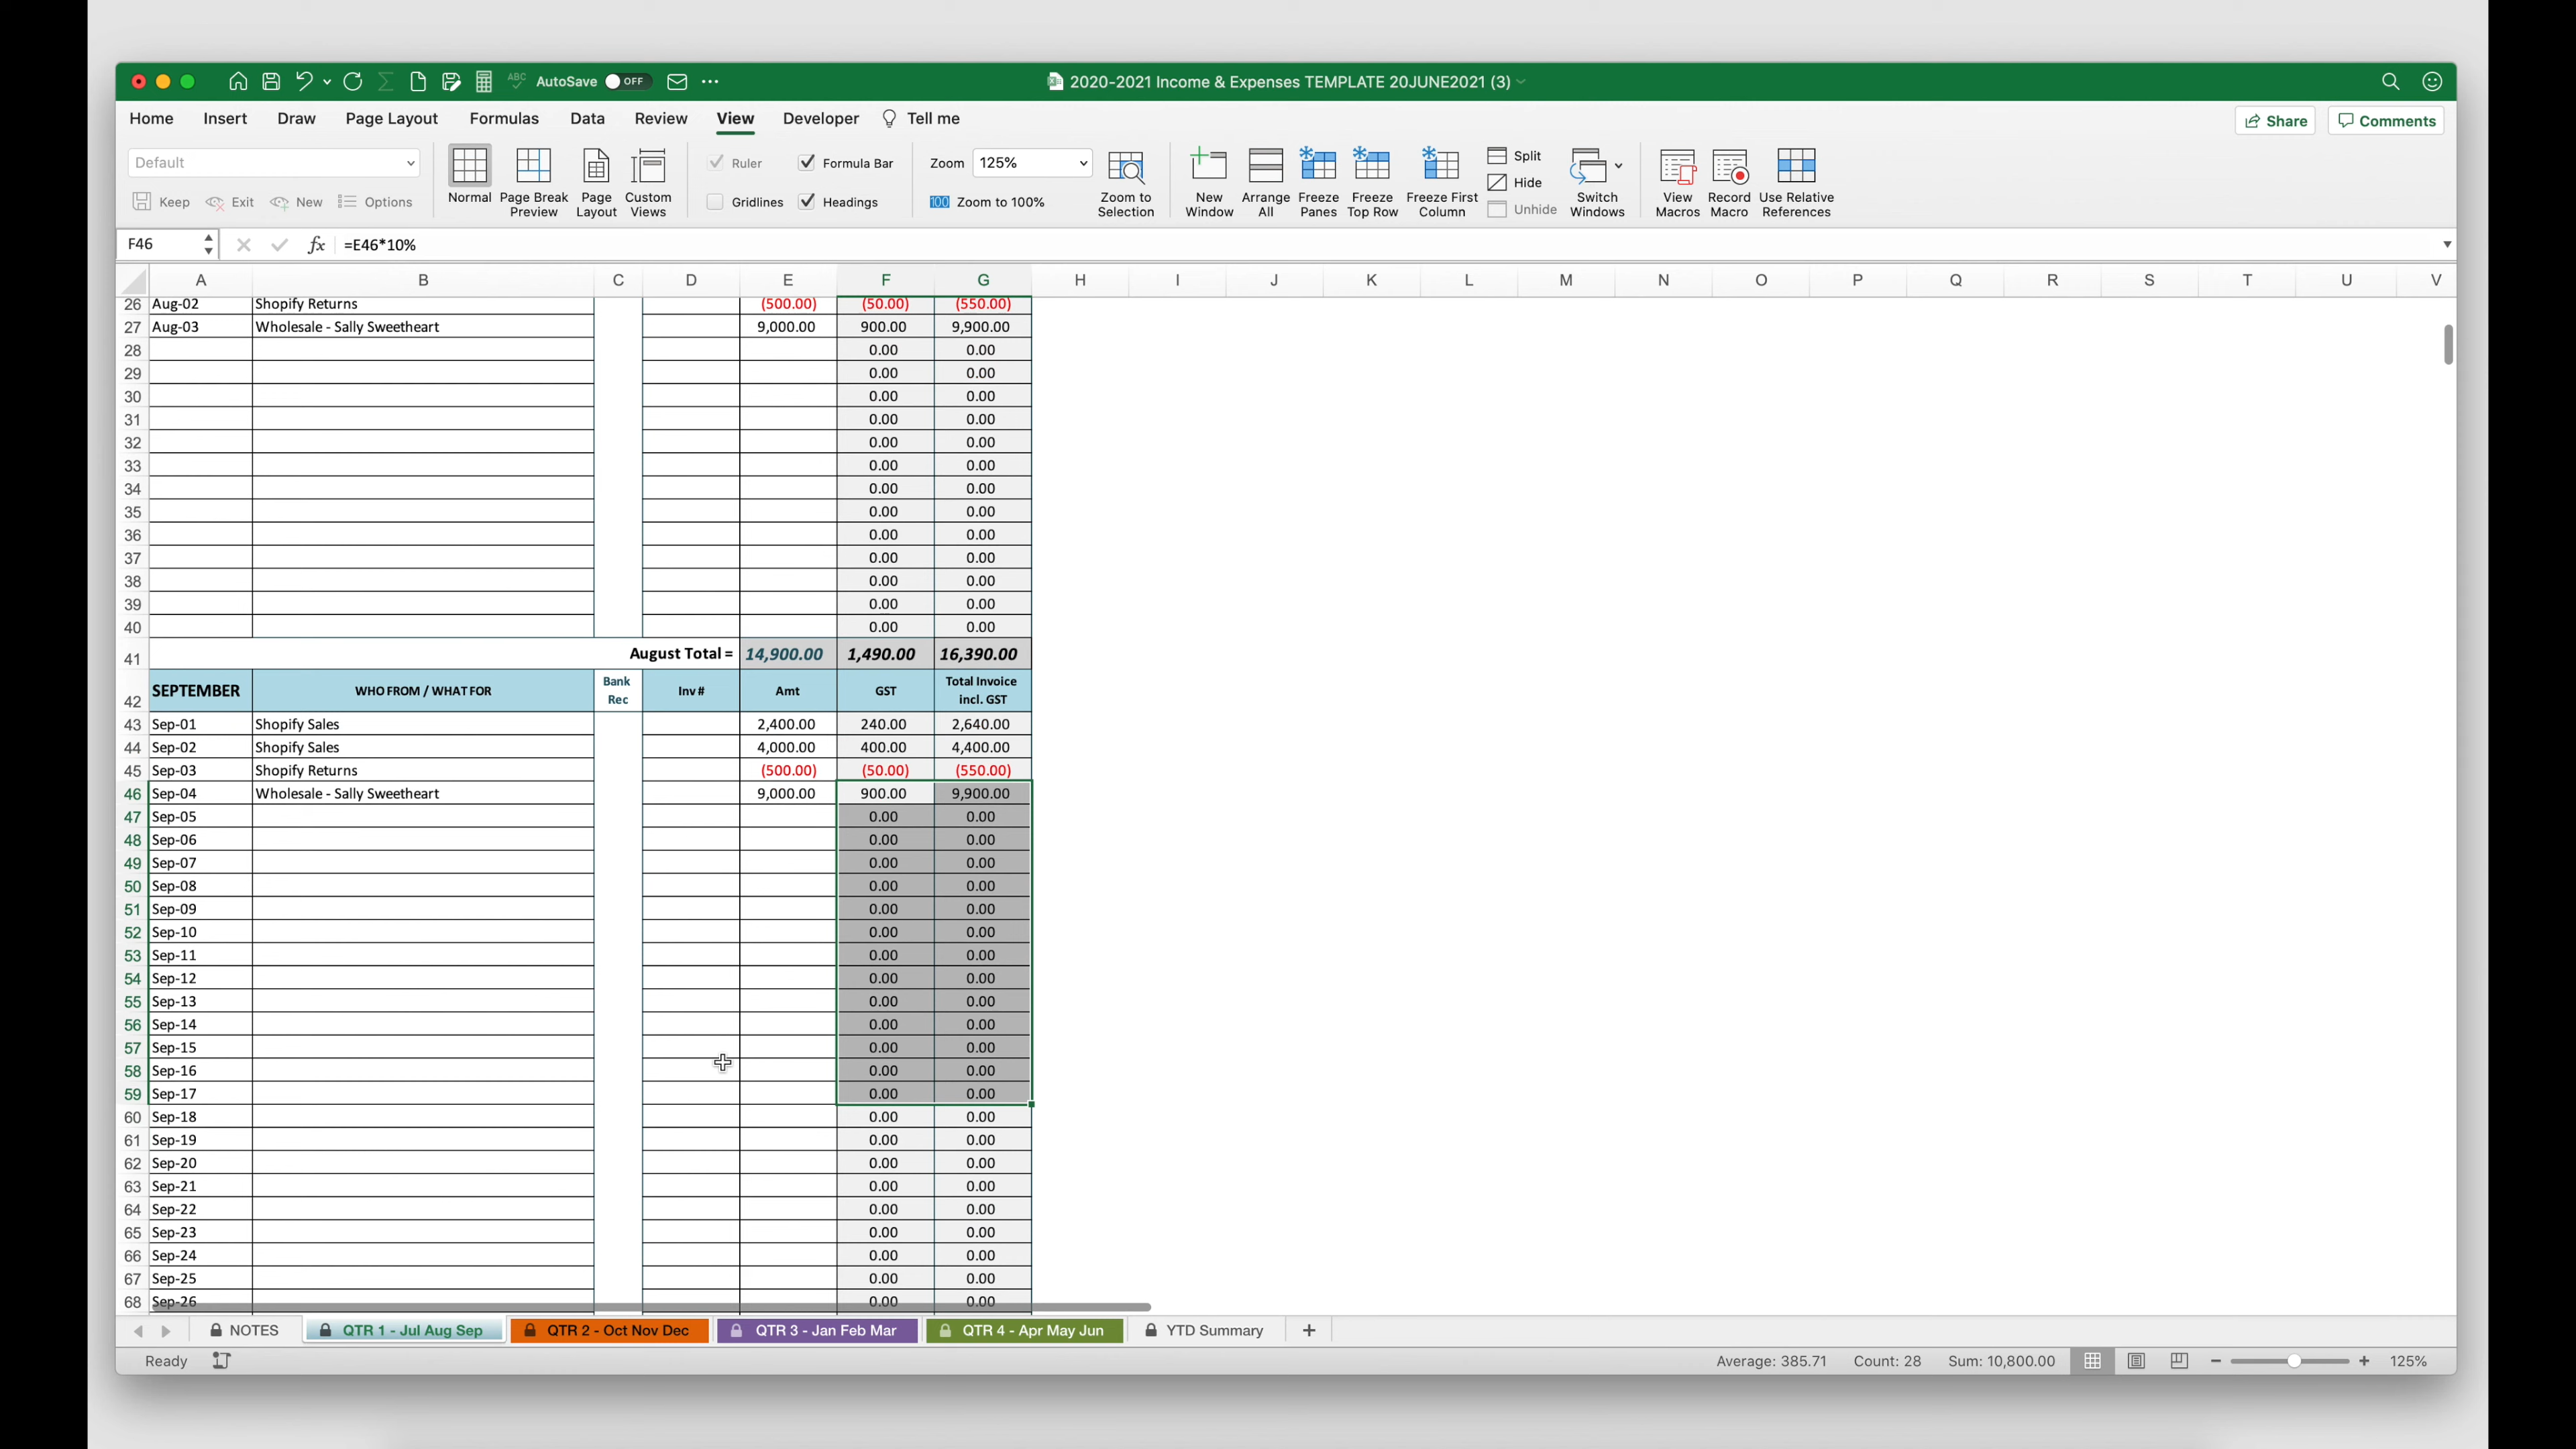 ABC AutoSave OFF 2020-2021 Income & Expenses TEMPLATE 20JUNE2021 (3)
Home Insert Draw Page Layout Formulas Data Review View Developer Tell me Share Comments
Default Ruler Formula Bar Zoom 125% Split
Keep Exit New Options Normal Page Break Preview Page Layout Custom Views Gridlines Headings 100 Zoom to 100% Zoom to Selection New Window Arrange All Freeze Panes Freeze Top Row Freeze First Column Hide Unhide Switch Windows View Macros Record Macro Use Relative References
F46 fx =E46*10%
A B C D E F G H I J K L M N O P Q R S T U V
26 Aug-02 Shopify Returns (500.00) (50.00) (550.00)
27 Aug-03 Wholesale - Sally Sweetheart 9,000.00 900.00 9,900.00
28 0.00 0.00
29 0.00 0.00
30 0.00 0.00
31 0.00 0.00
32 0.00 0.00
33 0.00 0.00
34 0.00 0.00
35 0.00 0.00
36 0.00 0.00
37 0.00 0.00
38 0.00 0.00
39 0.00 0.00
40 0.00 0.00
41 August Total = 14,900.00 1,490.00 16,390.00
42 SEPTEMBER WHO FROM / WHAT FOR Bank Rec Inv # Amt GST Total Invoice incl. GST
43 Sep-01 Shopify Sales 2,400.00 240.00 2,640.00
44 Sep-02 Shopify Sales 4,000.00 400.00 4,400.00
45 Sep-03 Shopify Returns (500.00) (50.00) (550.00)
46 Sep-04 Wholesale - Sally Sweetheart 9,000.00 900.00 9,900.00
47 Sep-05 0.00 0.00
48 Sep-06 0.00 0.00
49 Sep-07 0.00 0.00
50 Sep-08 0.00 0.00
51 Sep-09 0.00 0.00
52 Sep-10 0.00 0.00
53 Sep-11 0.00 0.00
54 Sep-12 0.00 0.00
55 Sep-13 0.00 0.00
56 Sep-14 0.00 0.00
57 Sep-15 0.00 0.00
58 Sep-16 0.00 0.00
59 Sep-17 0.00 0.00
60 Sep-18 0.00 0.00
61 Sep-19 0.00 0.00
62 Sep-20 0.00 0.00
63 Sep-21 0.00 0.00
64 Sep-22 0.00 0.00
65 Sep-23 0.00 0.00
66 Sep-24 0.00 0.00
67 Sep-25 0.00 0.00
68 Sep-26 0.00 0.00
NOTES QTR 1 - Jul Aug Sep QTR 2 - Oct Nov Dec QTR 3 - Jan Feb Mar QTR 4 - Apr May Jun YTD Summary +
Ready Average: 385.71 Count: 28 Sum: 10,800.00 125%